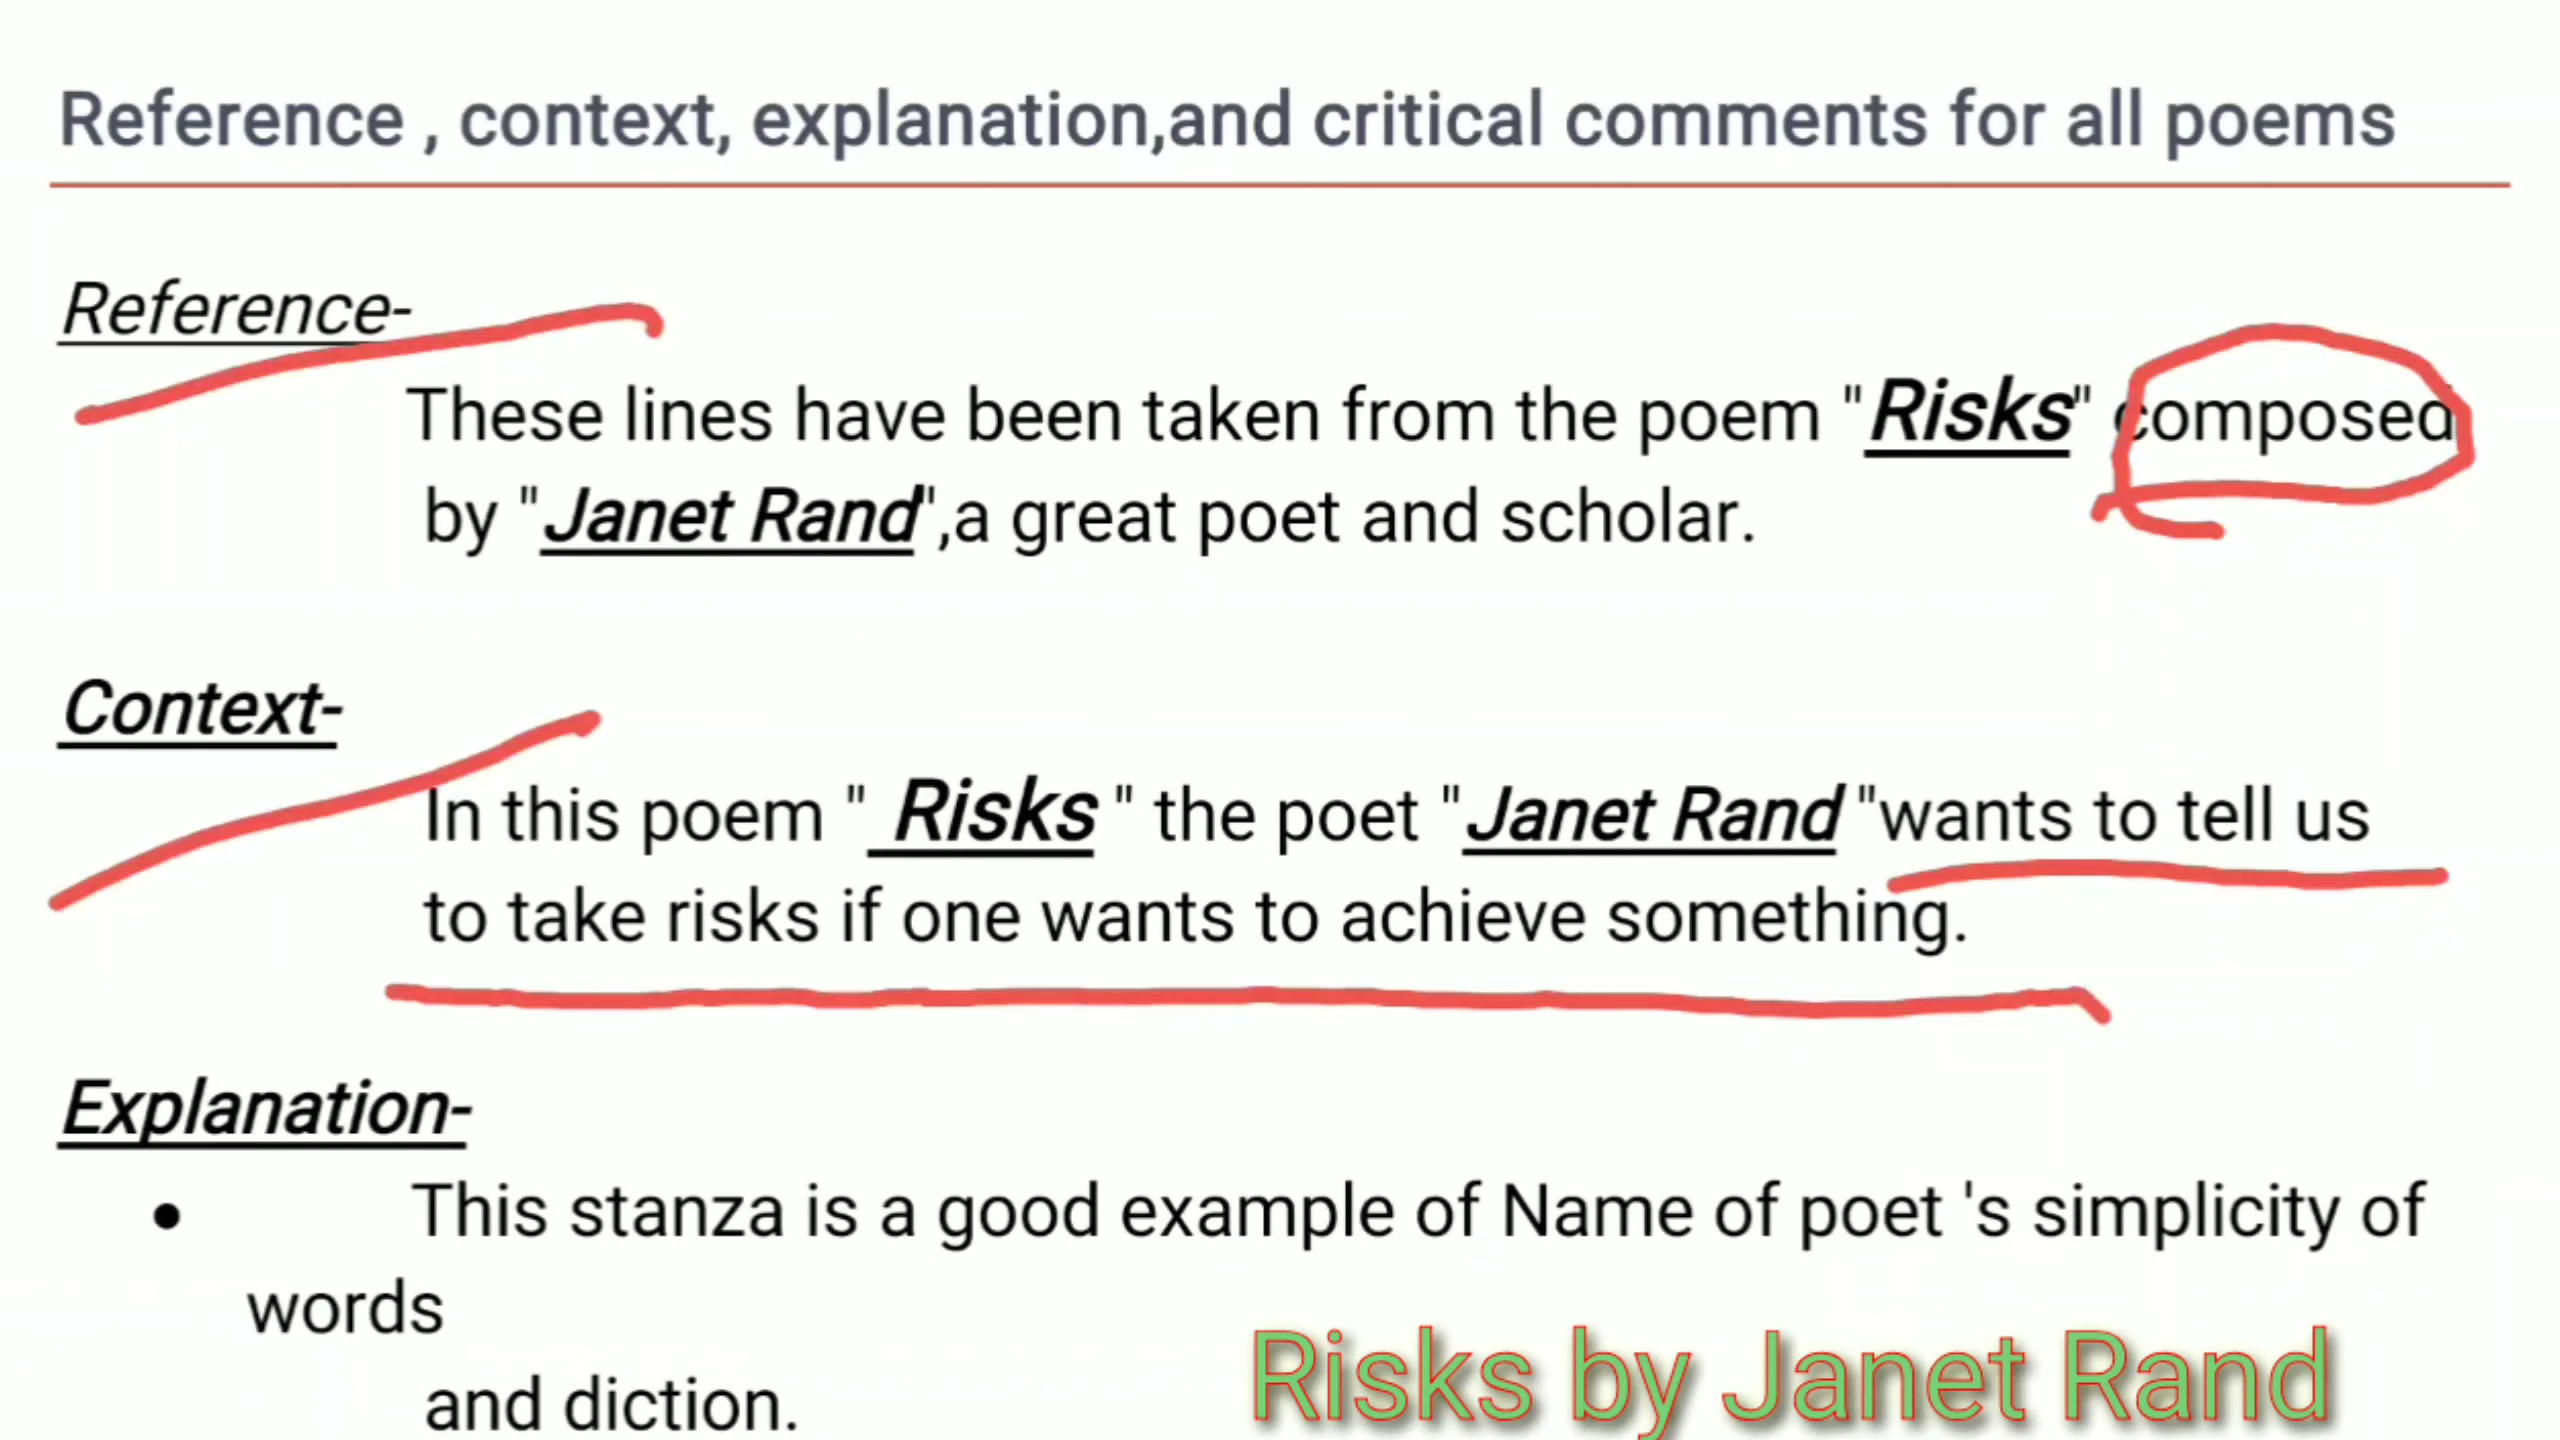 Reference , context, explanation,and critical comments for all poems
Reference-
These lines have been taken from the poem "Risks" composed
by "Janet Rand",a great poet and scholar.
Context-
In this poem " Risks " the poet "Janet Rand "wants to tell us
to take risks if one wants to achieve something.
Explanation-
• This stanza is a good example of Name of poet 's simplicity of
words
and diction.
Risks by Janet Rand